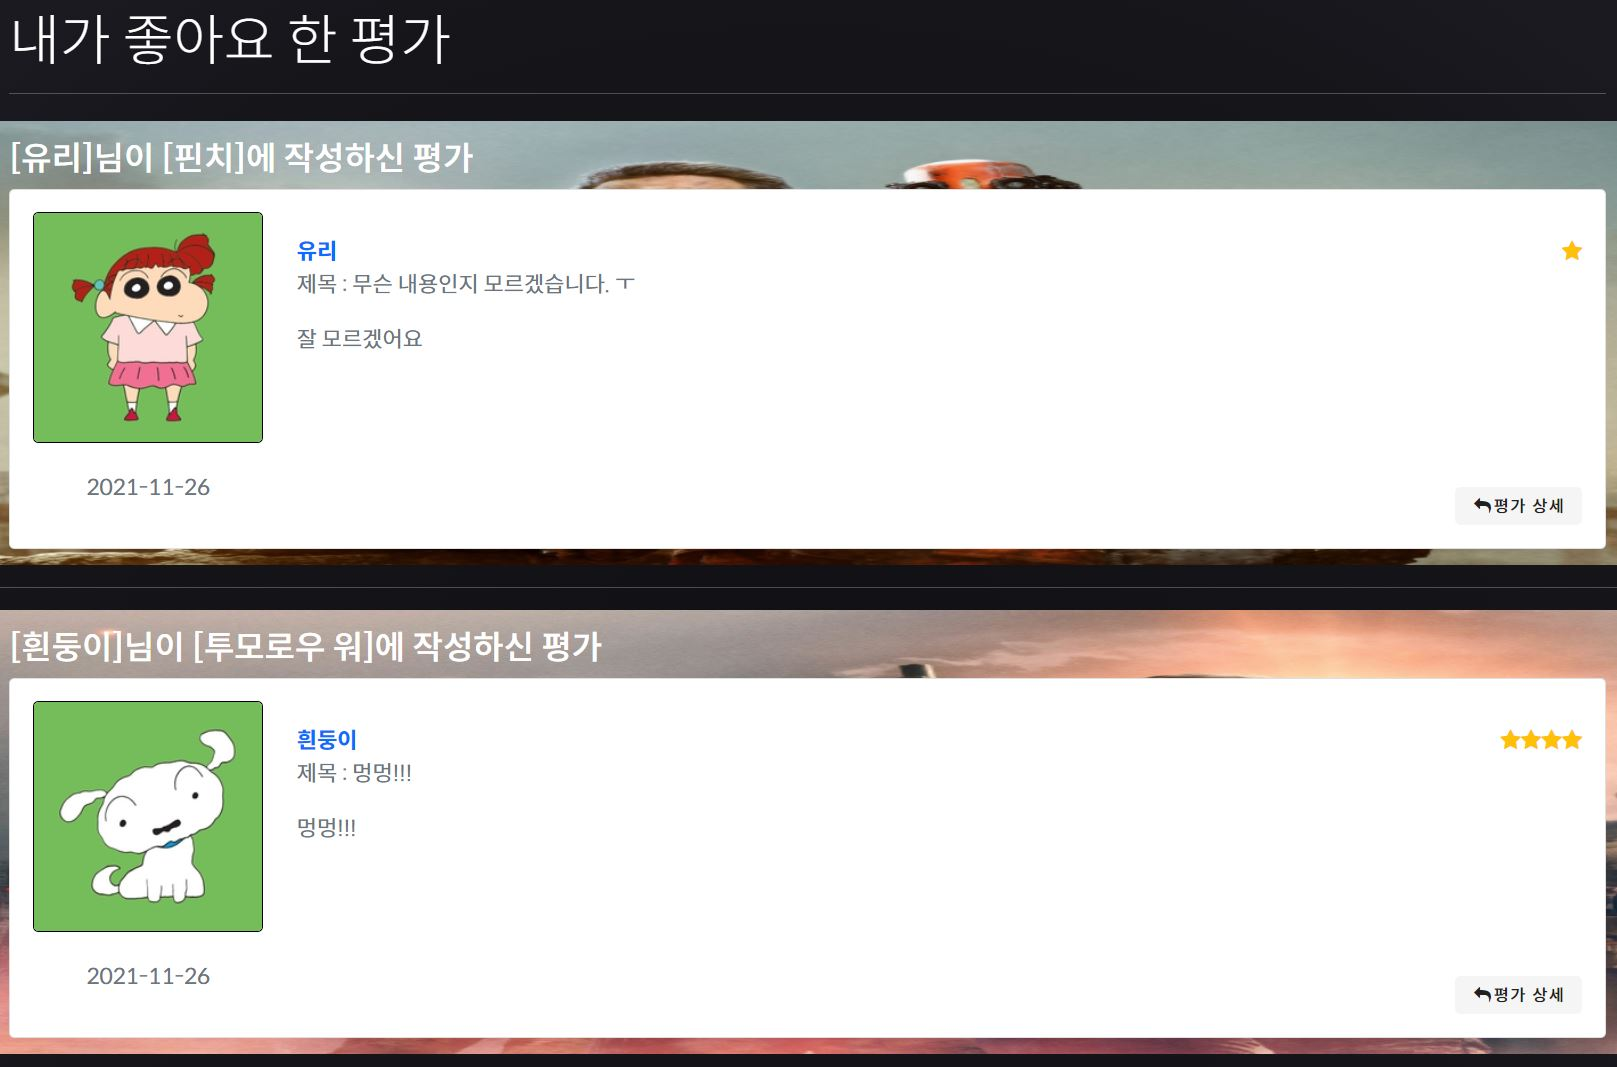 내가 좋아요 한 평가
[유리]님이 [핀치]에 작성하신 평가
유리
제목 : 무슨 내용인지 모르겠습니다. ㅜ
잘 모르겠어요
2021-11-26
평가 상세
[흰둥이]님이 [투모로우 워]에 작성하신 평가
흰둥이
제목 : 멍멍!!!
멍멍!!!
2021-11-26
평가 상세